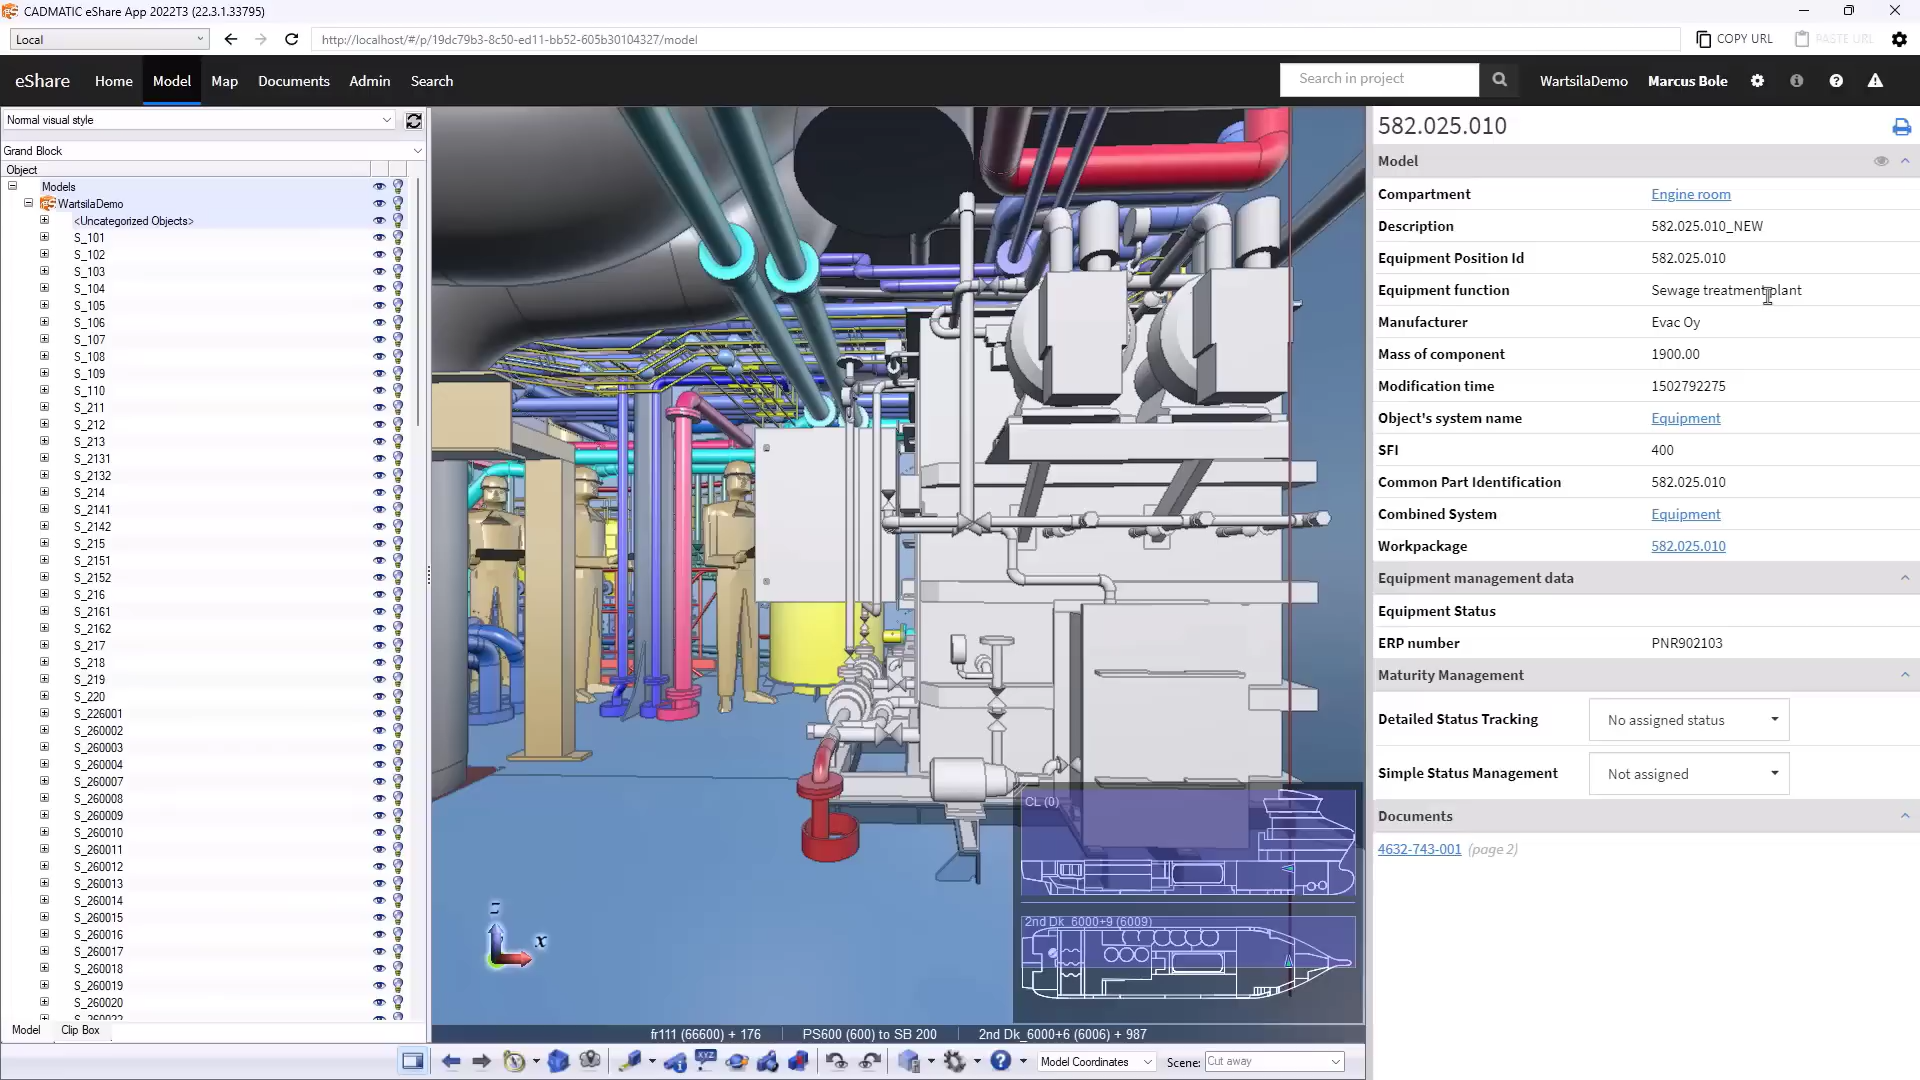 CADMATIC eShare App 2022T3 (22.3.1.33795)
Local
http://localhost/#/p/19dc79b3-8c50-ed11-bb52-605b30104327/model
COPY URL
PASTE URL
eShare
Home
Model
Map
Documents
Admin
Search
Search in project
WartsilaDemo
Marcus Bole
Normal visual style
Grand Block
Object
Models
WartsilaDemo
<Uncategorized Objects>
S_101
S_102
S_103
S_104
S_105
S_106
S_107
S_108
S_109
S_110
S_211
S_212
S_213
S_2131
S_2132
S_214
S_2141
S_2142
S_215
S_2151
S_2152
S_216
S_2161
S_2162
S_217
S_218
S_219
S_220
S_226001
S_260002
S_260003
S_260004
S_260007
S_260008
S_260009
S_260010
S_260011
S_260012
S_260013
S_260014
S_260015
S_260016
S_260017
S_260018
S_260019
S_260020
Model
Clip Box
z
x
CL (0)
2nd Dk_6000+9 (6009)
fr111 (66600) + 176
PS600 (600) to SB 200
2nd Dk_6000+6 (6006) + 987
XYZ
Model Coordinates
Scene:
Cut away
582.025.010
Model
Compartment Engine room
Description 582.025.010_NEW
Equipment Position Id 582.025.010
Equipment function Sewage treatment plant
Manufacturer Evac Oy
Mass of component 1900.00
Modification time 1502792275
Object's system name Equipment
SFI 400
Common Part Identification 582.025.010
Combined System Equipment
Workpackage 582.025.010
Equipment management data
Equipment Status
ERP number PNR902103
Maturity Management
Detailed Status Tracking No assigned status
Simple Status Management Not assigned
Documents
4632-743-001 (page 2)